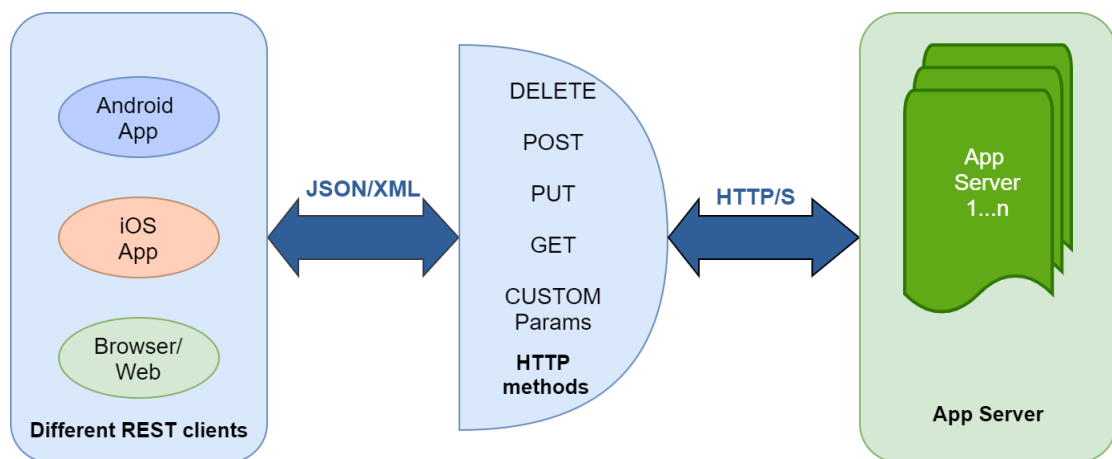 Android
App
iOS
App
Browser/
Web
Different REST clients
JSON/XML
DELETE
POST
PUT
GET
CUSTOM
Params
HTTP
methods
HTTP/S
App
Server
1...n
App Server